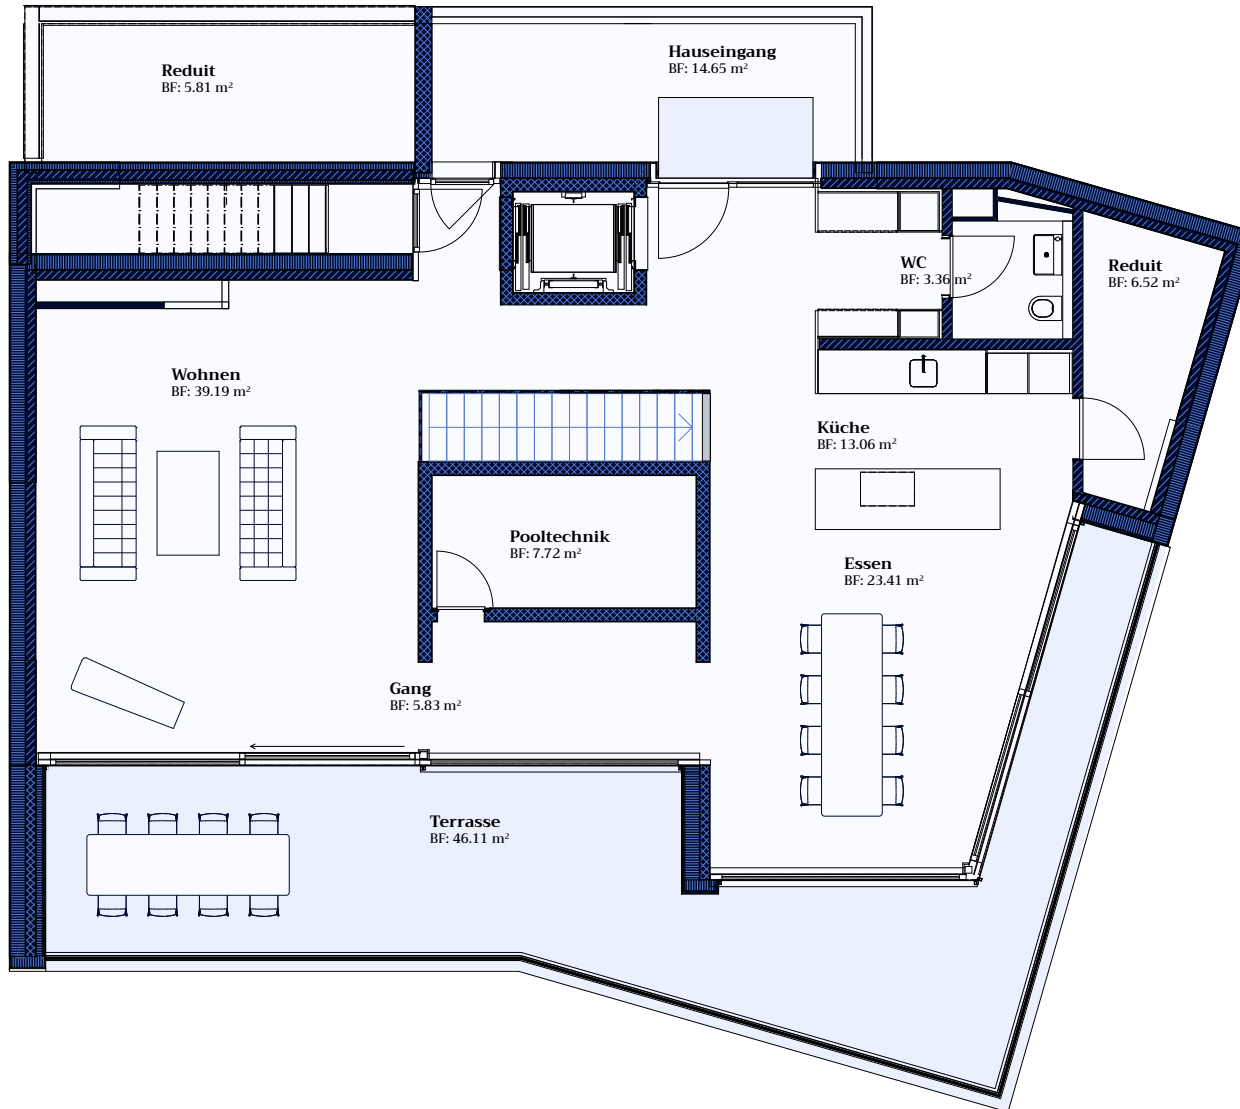 Hauseingang
BF: 14.65 m²
Reduit
BF: 5.81 m²
WC
BF: 3.36 m²
Reduit
BF: 6.52 m²
Wohnen
BF: 39.19 m²
Küche
BF: 13.06 m²
Pooltechnik
BF: 7.72 m²
Essen
BF: 23.41 m²
Gang
BF: 5.83 m²
Terrasse
BF: 46.11 m²